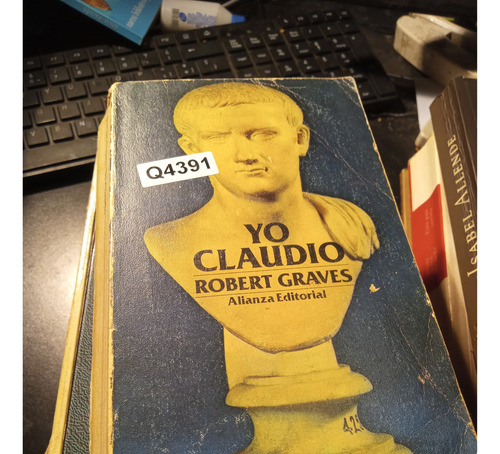 Q4391
YO
CLAUDIO
ROBERT GRAVES
Alianza Editorial
ISABEL ALLENDE